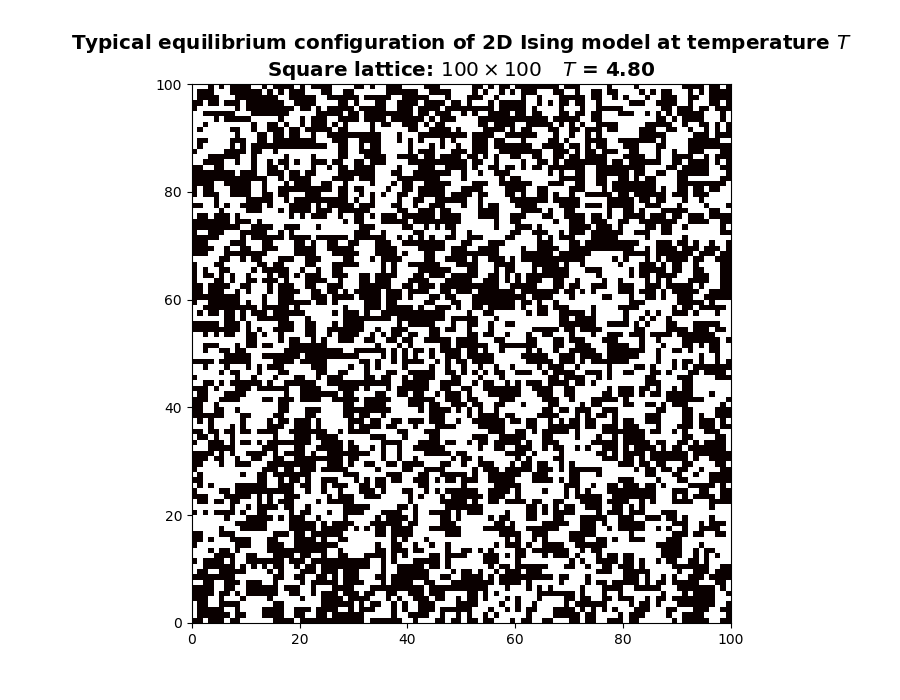 Typical equilibrium configuration of 2D Ising model at temperature T
Square lattice: 100 × 100 T = 4.80
100
80
60
40
20
0
0 20 40 60 80 100